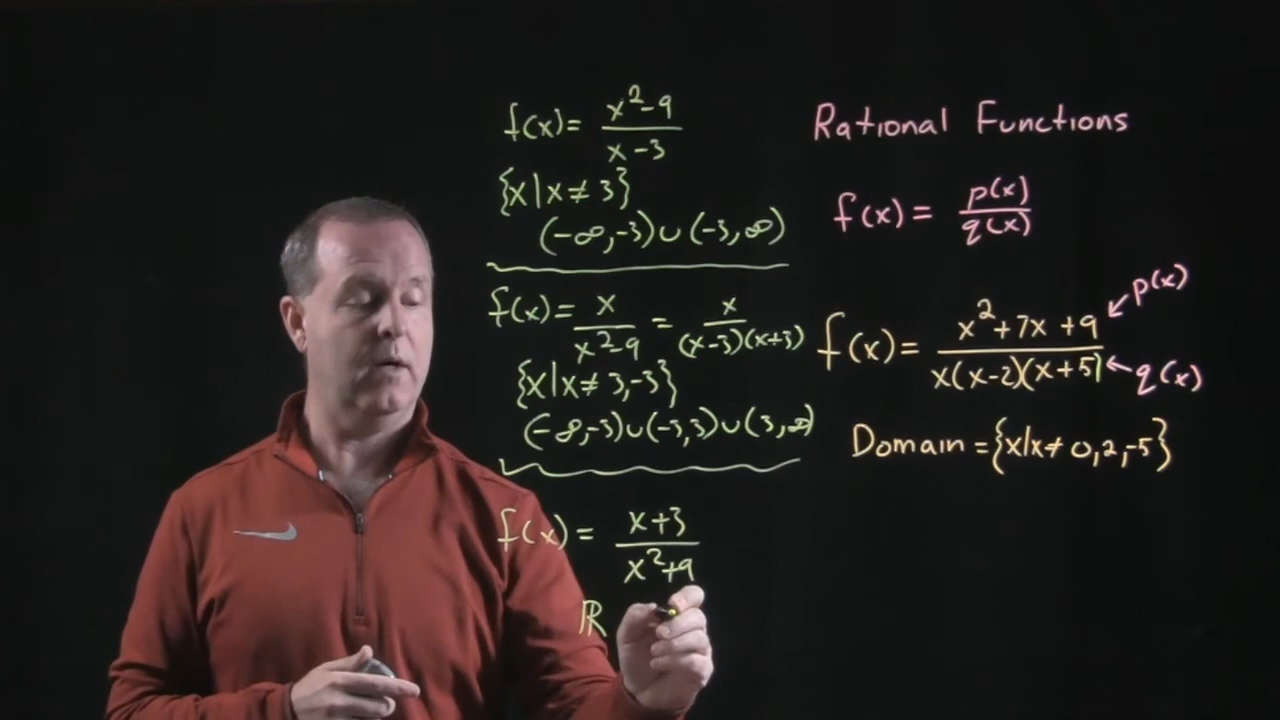 f(x) = x²-9 / x-3
{x|x≠3}
(-∞,-3)∪(-3,∞)
f(x) = x / x²-9 = x / (x-3)(x+3)
{x|x≠3,-3}
(-∞,-3)∪(-3,3)∪(3,∞)
f(x) = x+3 / x²+9
ℝ
Rational Functions
f(x) = p(x) / q(x)
f(x) = x²+7x+9 / x(x-2)(x+5)
p(x)
q(x)
Domain = {x|x≠0,2,-5}